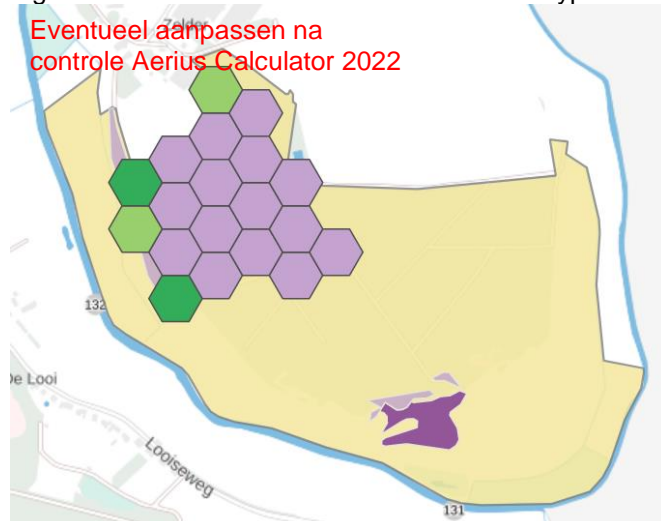 Zelder
Eventueel aanpassen na
controle Aerius Calculator 2022
132
De Looi
Looiseweg
131